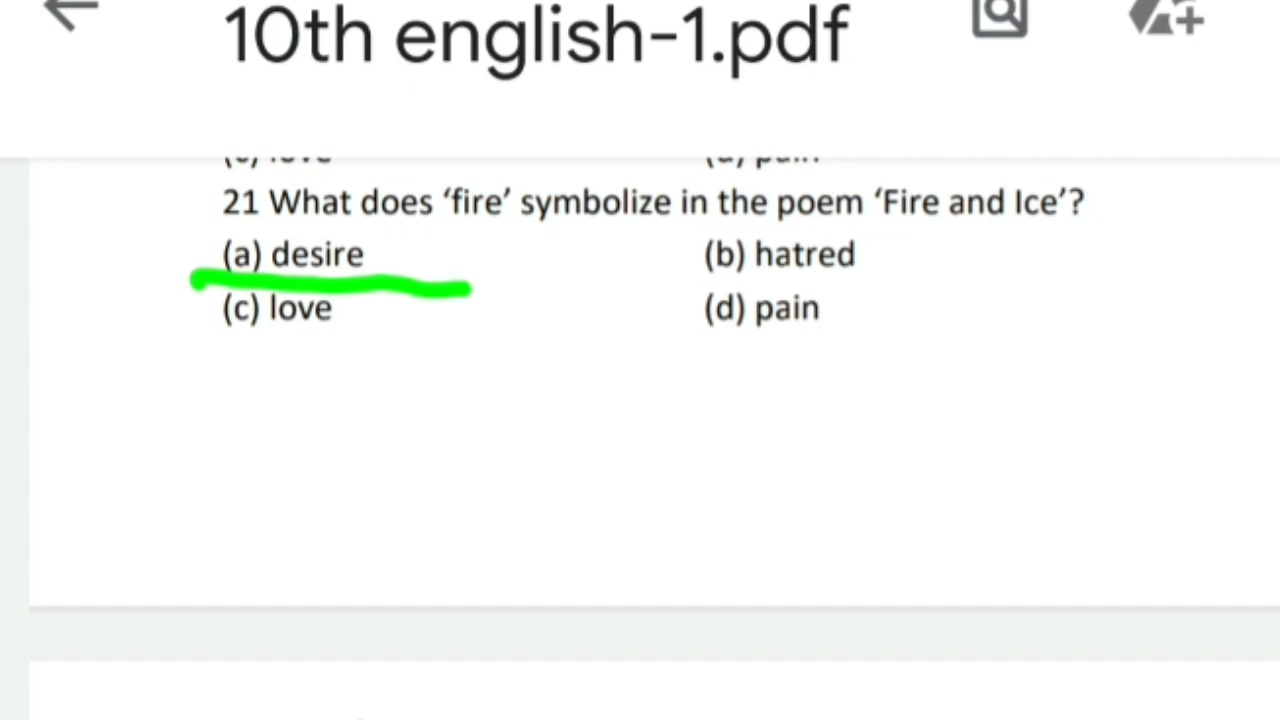 10th english-1.pdf
21 What does ‘fire’ symbolize in the poem ‘Fire and Ice’?
(a) desire (b) hatred
(c) love (d) pain